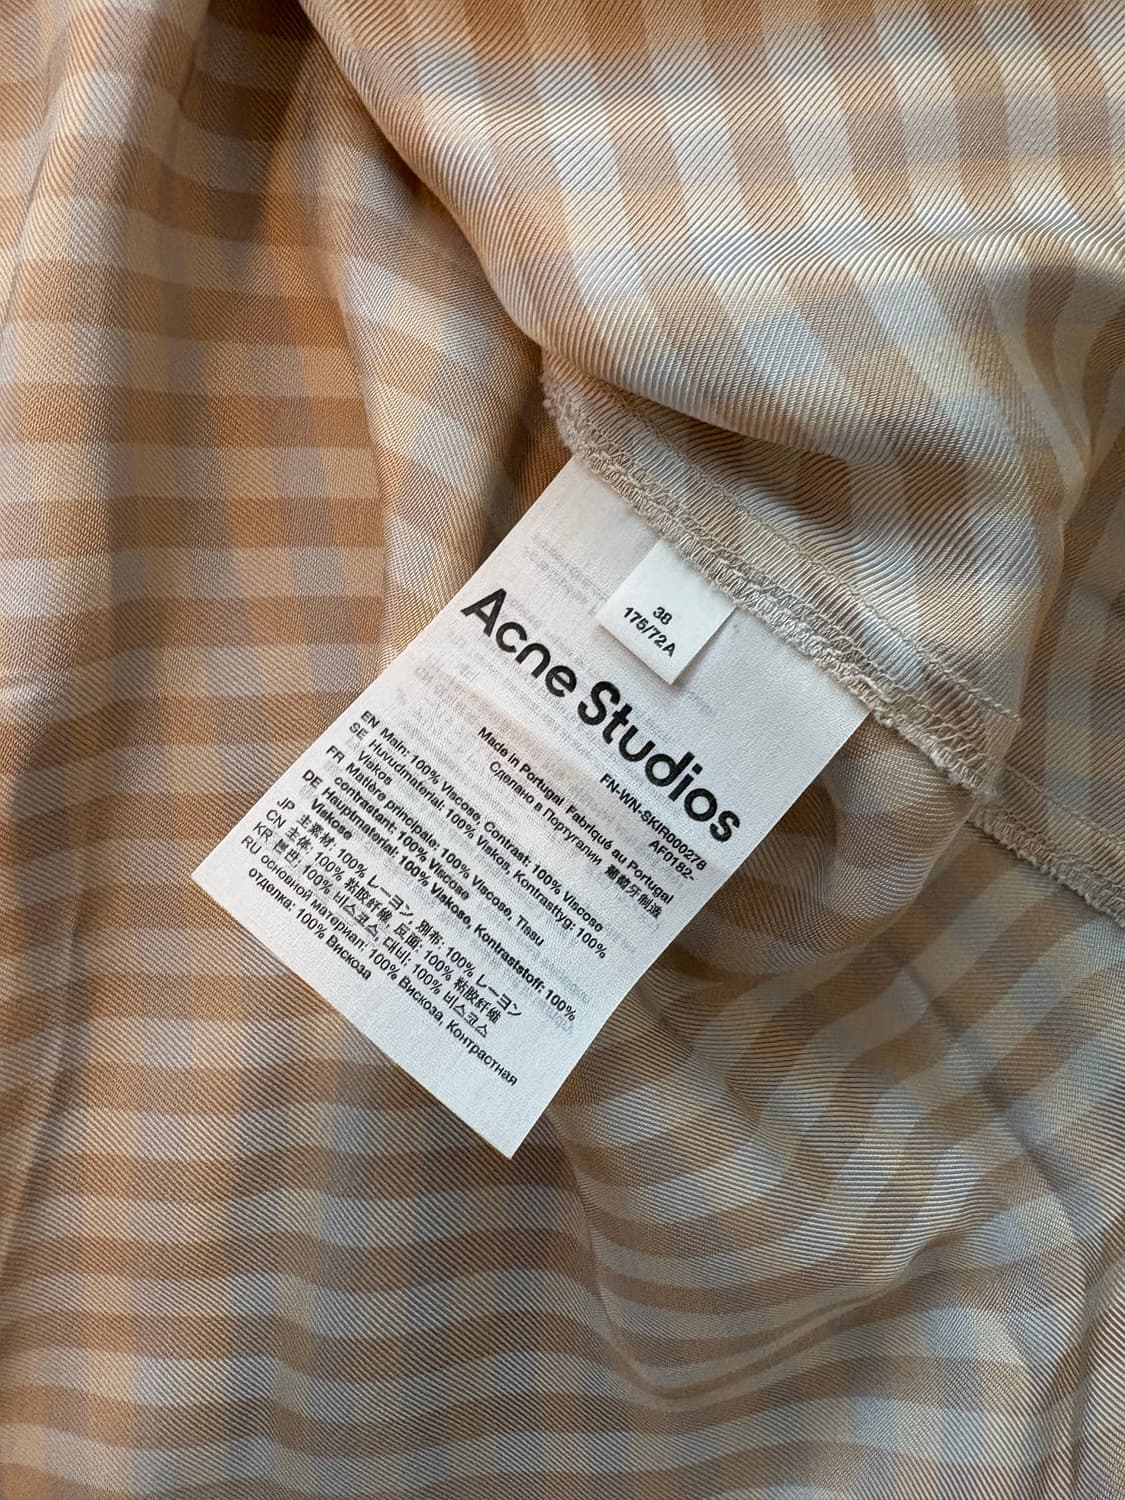 38
175/72A
Acne Studios
FN-WN-SKIR000278
AF0182-
Made in Portugal Fabriqué au Portugal
Сделано в Португалии 葡萄牙制造
EN Main: 100% Viscose, Contrast: 100% Viscose
SE Huvudmaterial: 100% Viskos, Kontrasttyg: 100%
Viskos
FR Matière principale: 100% Viscose, Tissu
contrastant: 100% Viscose
DE Hauptmaterial: 100% Viskose, Kontraststoff: 100%
Viskose
JP 主素材: 100% レーヨン, 別布: 100% レーヨン
CN 主体: 100% 粘胶纤维, 反面: 100% 粘胶纤维
KR 몸판: 100% 비스코스, 대비: 100% 비스코스
RU основной материал: 100% Вискоза, Контрастная
отделка: 100% Вискоза